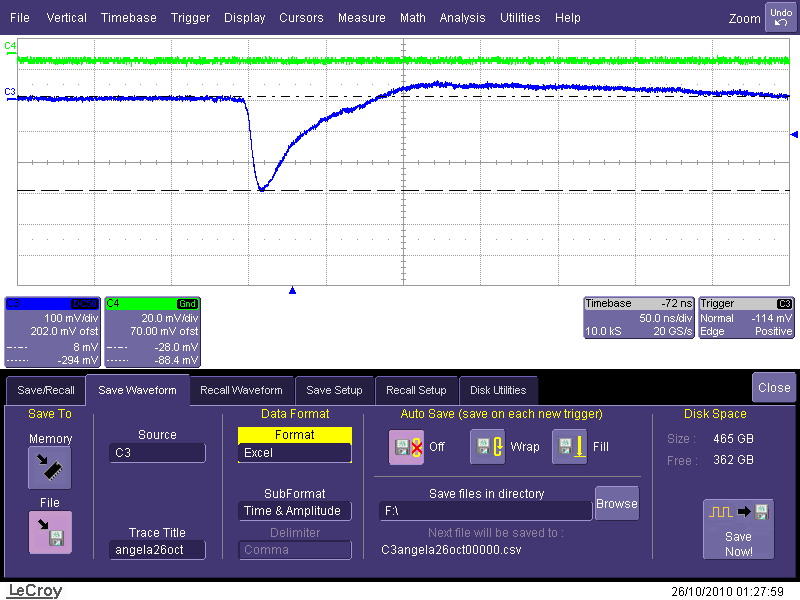 File Vertical Timebase Trigger Display Cursors Measure Math Analysis Utilities Help Zoom Undo
C4
C3
C3
C4 Gnd
100 mV/div
202.0 mV ofst
8 mV
-294 mV
20.0 mV/div
70.00 mV ofst
-28.0 mV
-88.4 mV
Timebase -72 ns
50.0 ns/div
10.0 kS 20 GS/s
Trigger C3
Normal -114 mV
Edge Positive
Save/Recall Save Waveform Recall Waveform Save Setup Recall Setup Disk Utilities Close
Save To
Memory
File
Source
C3
Trace Title
angela26oct
Data Format
Format
Excel
SubFormat
Time & Amplitude
Delimiter
Comma
Auto Save (save on each new trigger)
Off Wrap Fill
Save files in directory
F:\ Browse
Next file will be saved to :
C3angela26oct00000.csv
Disk Space
Size : 465 GB
Free : 362 GB
Save
Now!
LeCroy 26/10/2010 01:27:59